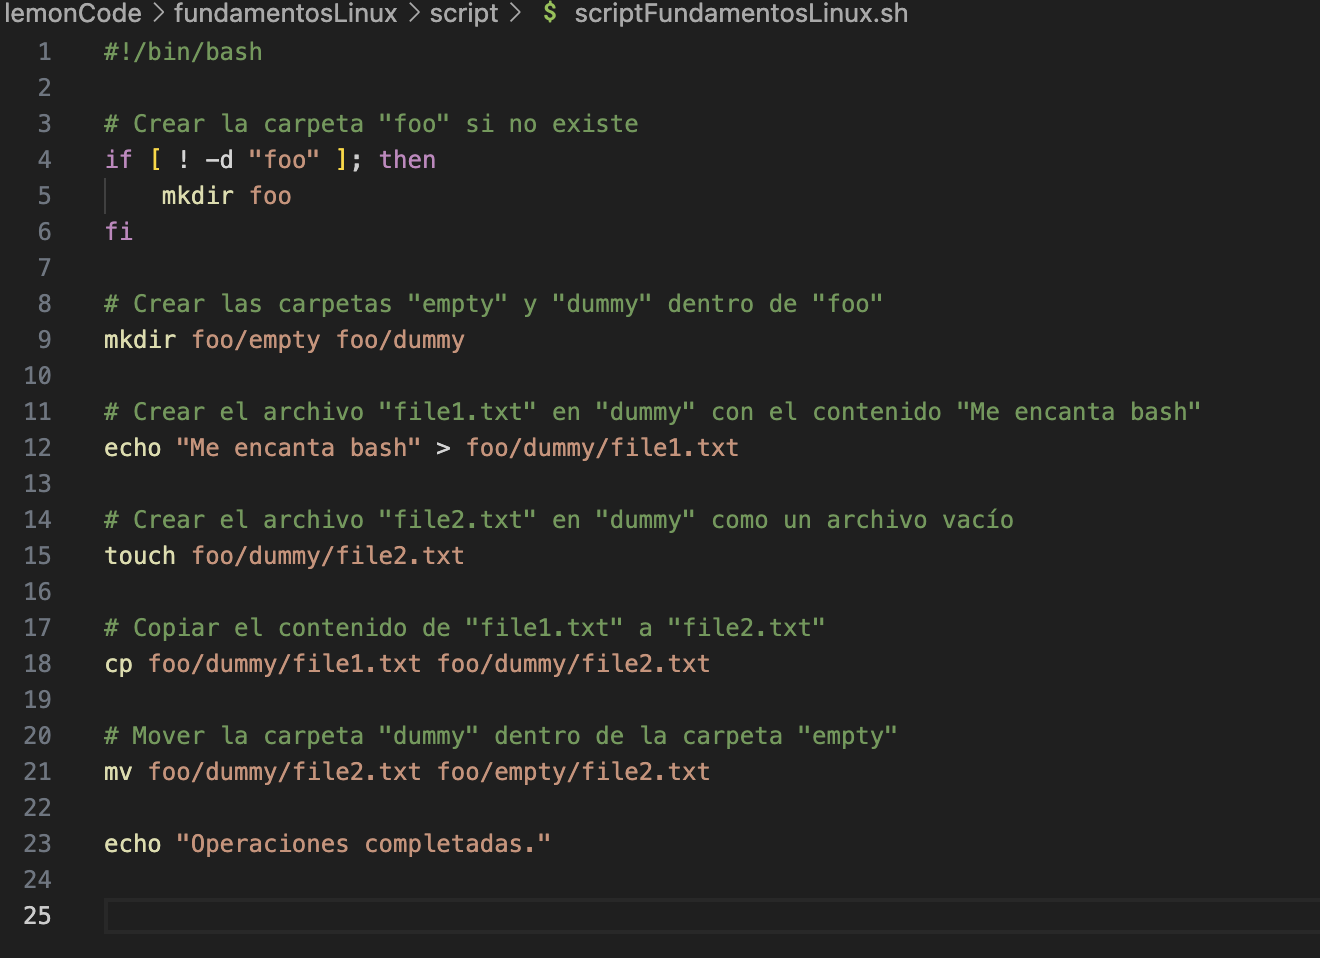 lemonCode > fundamentosLinux > script > $ scriptFundamentosLinux.sh
1 #!/bin/bash
2
3 # Crear la carpeta "foo" si no existe
4 if [ ! -d "foo" ]; then
5     mkdir foo
6 fi
7
8 # Crear las carpetas "empty" y "dummy" dentro de "foo"
9 mkdir foo/empty foo/dummy
10
11 # Crear el archivo "file1.txt" en "dummy" con el contenido "Me encanta bash"
12 echo "Me encanta bash" > foo/dummy/file1.txt
13
14 # Crear el archivo "file2.txt" en "dummy" como un archivo vacío
15 touch foo/dummy/file2.txt
16
17 # Copiar el contenido de "file1.txt" a "file2.txt"
18 cp foo/dummy/file1.txt foo/dummy/file2.txt
19
20 # Mover la carpeta "dummy" dentro de la carpeta "empty"
21 mv foo/dummy/file2.txt foo/empty/file2.txt
22
23 echo "Operaciones completadas."
24
25